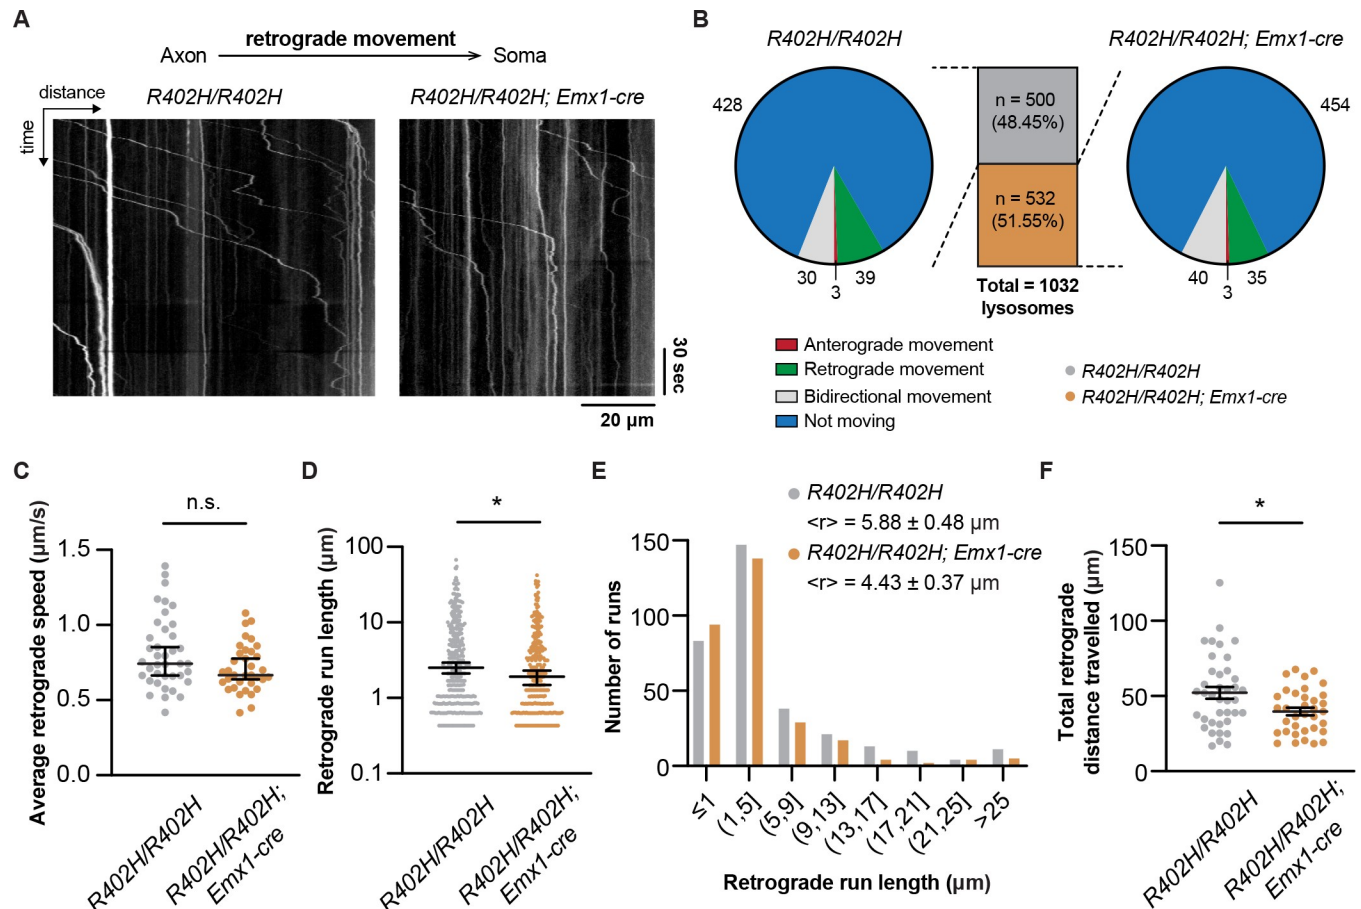 A
retrograde movement
Axon
Soma
distance
time
R402H/R402H
R402H/R402H; Emx1-cre
30 sec
20 µm
B
R402H/R402H
R402H/R402H; Emx1-cre
428
n = 500
(48.45%)
454
n = 532
(51.55%)
30
3
39
Total = 1032
lysosomes
40
3
35
Anterograde movement
Retrograde movement
Bidirectional movement
Not moving
R402H/R402H
R402H/R402H; Emx1-cre
C
n.s.
Average retrograde speed (µm/s)
1.5
1.0
0.5
0.0
R402H/R402H
R402H/R402H;
Emx1-cre
D
*
Retrograde run length (µm)
100
10
1
0.1
R402H/R402H
R402H/R402H;
Emx1-cre
E
R402H/R402H
<r> = 5.88 ± 0.48 µm
R402H/R402H; Emx1-cre
<r> = 4.43 ± 0.37 µm
Number of runs
150
100
50
0
≤1
(1,5]
(5,9]
(9,13]
(13,17]
(17,21]
(21,25]
>25
Retrograde run length (µm)
F
*
Total retrograde
distance travelled (µm)
150
100
50
0
R402H/R402H
R402H/R402H;
Emx1-cre